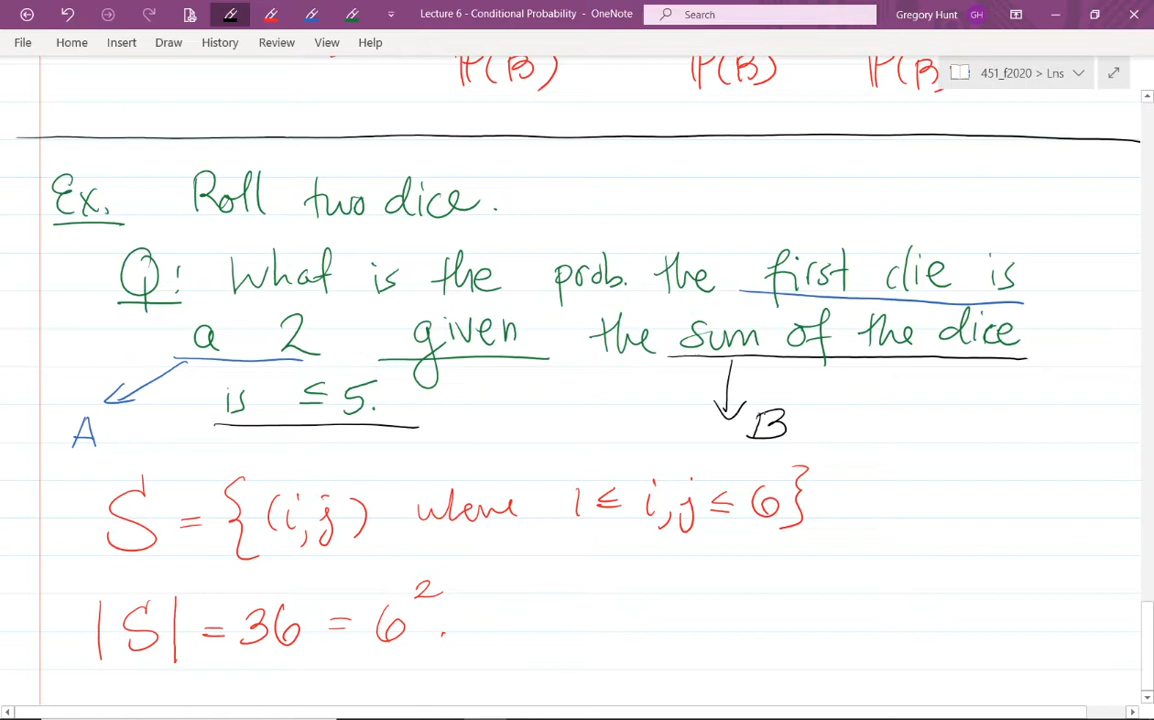 Lecture 6 - Conditional Probability - OneNote
Search
Gregory Hunt GH
File Home Insert Draw History Review View Help
451_f2020 > Lns
P(B) P(B) P(B
Ex. Roll two dice.
Q: What is the prob. the first die is
a 2 given the sum of the dice
is ≤ 5.
A
B
S = {(i,j) where 1 ≤ i,j ≤ 6}
|S| = 36 = 6².